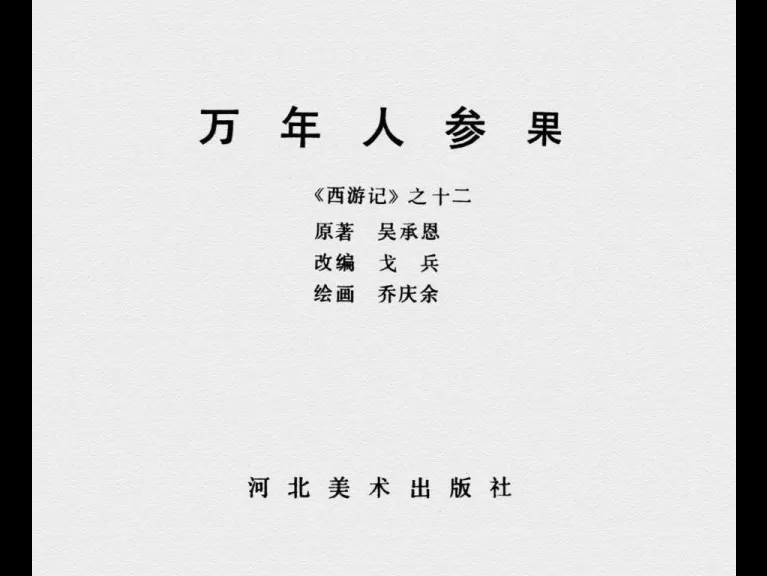 万年人参果
《西游记》之十二
原著 吴承恩
改编 戈兵
绘画 乔庆余
河北美术出版社